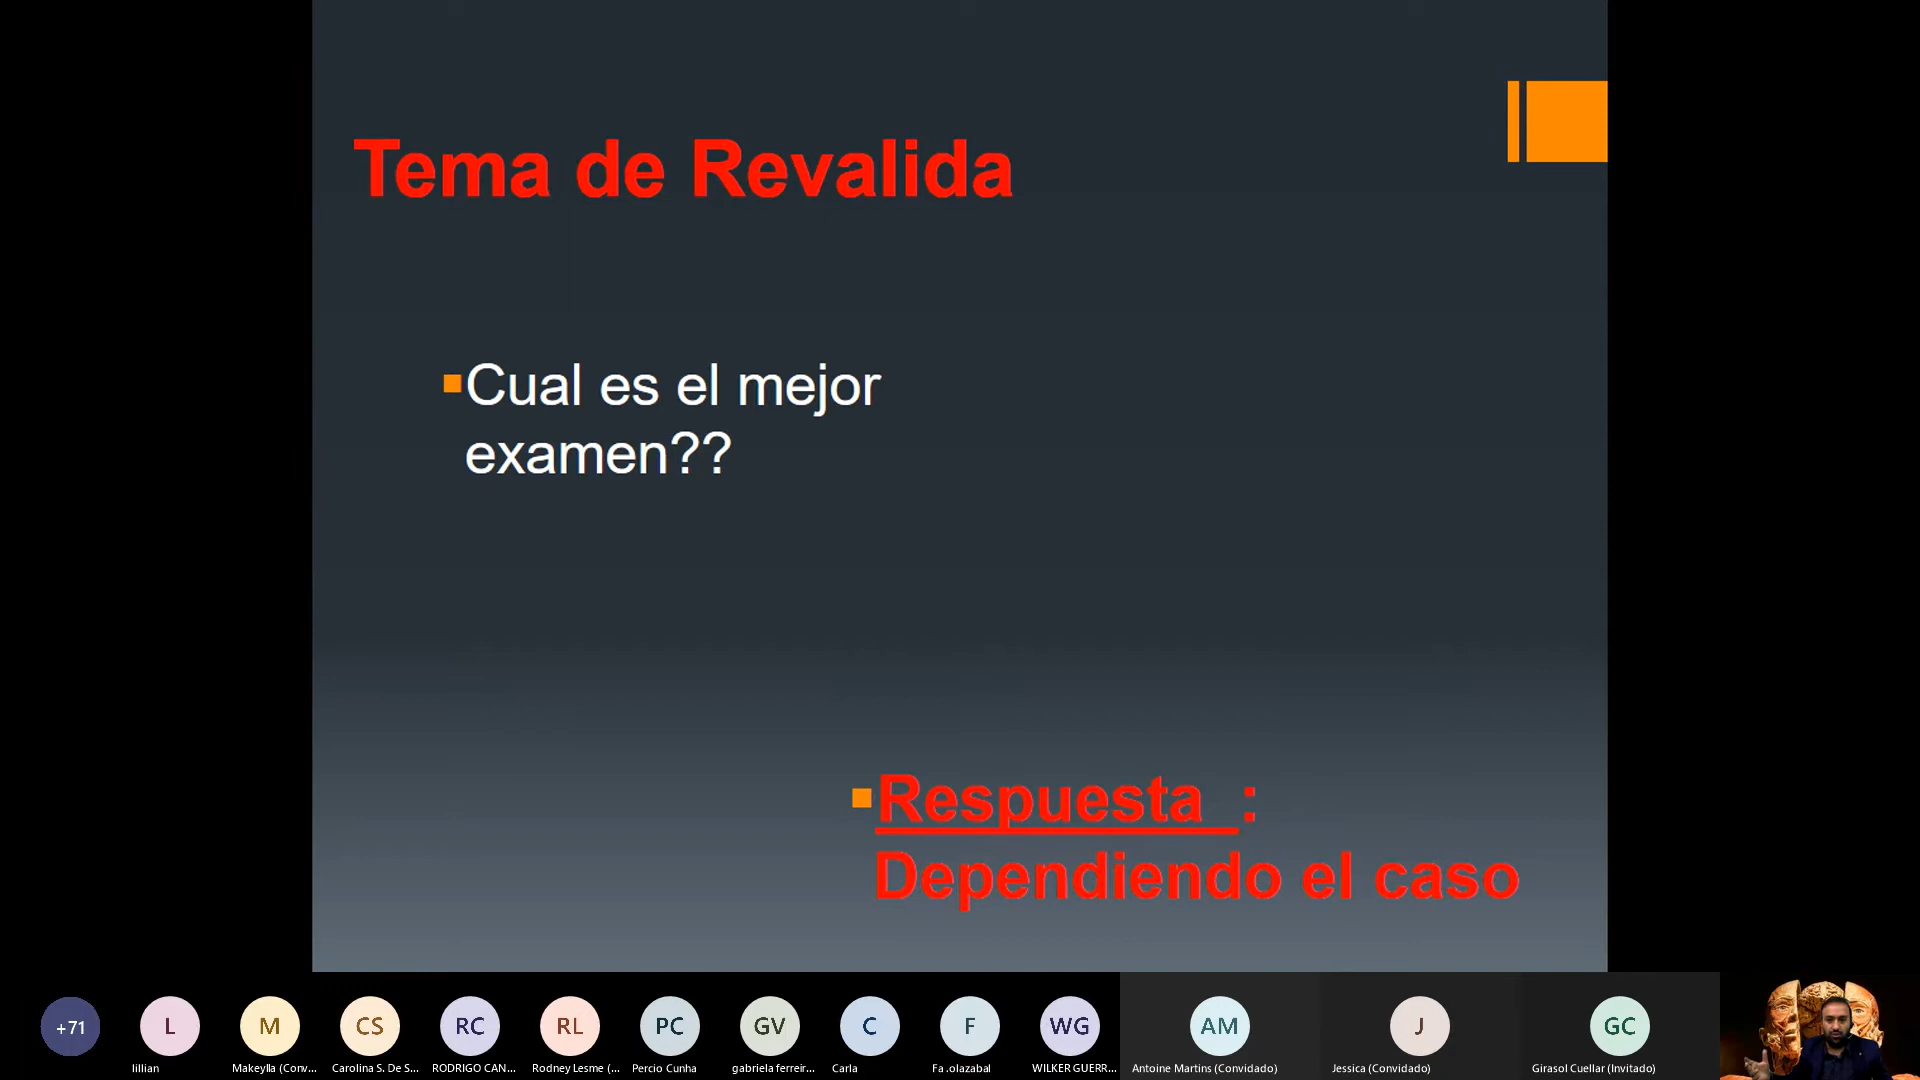 Tema de Revalida
Cual es el mejor
examen??
Respuesta :
Dependiendo el caso
+71
L
M
CS
RC
RL
PC
GV
C
F
WG
AM
J
GC
lillian
Makeylla (Conv...
Carolina S. De S...
RODRIGO CAN...
Rodney Lesme (...
Percio Cunha
gabriela ferreir...
Carla
Fa .olazabal
WILKER GUERR...
Antoine Martins (Convidado)
Jessica (Convidado)
Girasol Cuellar (Invitado)